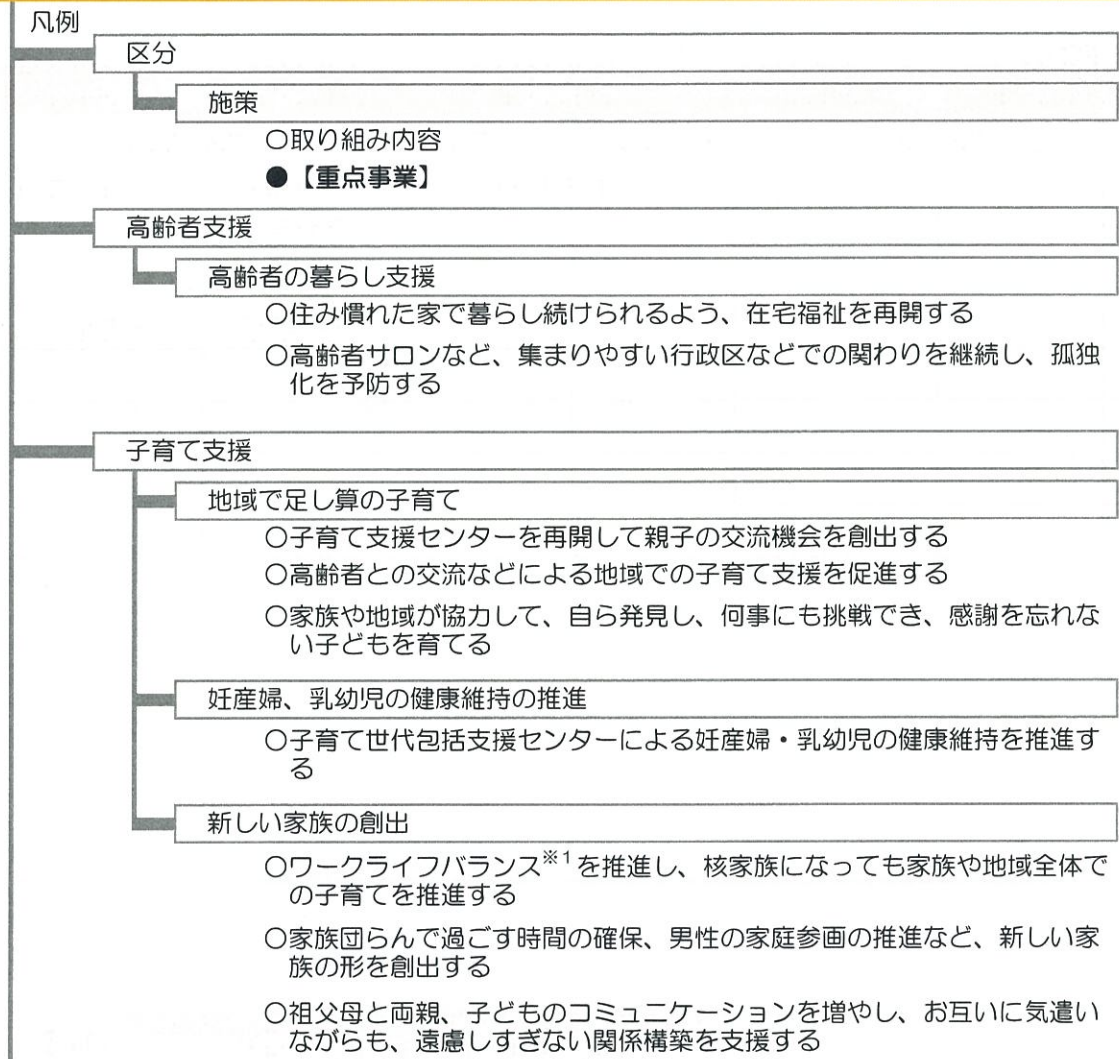 凡例
区分
施策
○取り組み内容
●【重点事業】
高齢者支援
高齢者の暮らし支援
○住み慣れた家で暮らし続けられるよう、在宅福祉を再開する
○高齢者サロンなど、集まりやすい行政区などでの関わりを継続し、孤独
化を予防する
子育て支援
地域で足し算の子育て
○子育て支援センターを再開して親子の交流機会を創出する
○高齢者との交流などによる地域での子育て支援を促進する
○家族や地域が協力して、自ら発見し、何事にも挑戦でき、感謝を忘れな
い子どもを育てる
妊産婦、乳幼児の健康維持の推進
○子育て世代包括支援センターによる妊産婦・乳幼児の健康維持を推進す
る
新しい家族の創出
○ワークライフバランス※1を推進し、核家族になっても家族や地域全体で
の子育てを推進する
○家族団らんで過ごす時間の確保、男性の家庭参画の推進など、新しい家
族の形を創出する
○祖父母と両親、子どものコミュニケーションを増やし、お互いに気遣い
ながらも、遠慮しすぎない関係構築を支援する